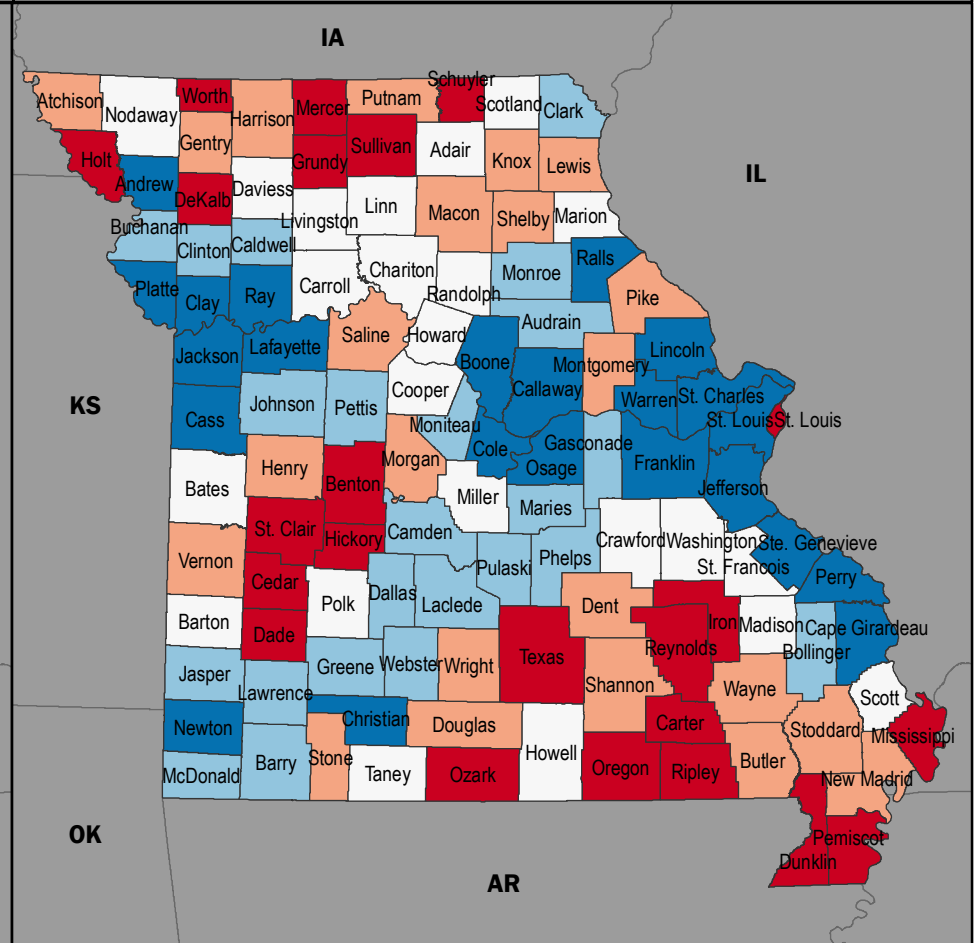 IA
Schuyler
Atchison
Nodaway
Worth
Harrison
Mercer
Putnam
Scotland
Clark
Gentry
Sullivan
Adair
Holt
Grundy
Knox
Lewis
Andrew
DeKalb
Daviess
IL
Livingston
Linn
Macon
Shelby
Marion
Buchanan
Clinton
Caldwell
Chariton
Monroe
Ralls
Platte
Clay
Ray
Carroll
Randolph
Pike
Saline
Howard
Audrain
Jackson
Lafayette
Boone
Callaway
Montgomery
Lincoln
KS
Cass
Johnson
Pettis
Cooper
Warren
St. Charles
Moniteau
St. Louis
St. Louis
Cole
Gasconade
Bates
Henry
Benton
Morgan
Osage
Franklin
Jefferson
Miller
Maries
St. Clair
Hickory
Camden
Crawford
Washington
Ste. Genevieve
Vernon
Cedar
Pulaski
Phelps
St. Francois
Perry
Barton
Dade
Polk
Dallas
Laclede
Dent
Iron
Madison
Cape Girardeau
Bollinger
Jasper
Lawrence
Greene
Webster
Wright
Texas
Shannon
Reynolds
Wayne
Scott
Newton
Christian
Douglas
Carter
Stoddard
Mississippi
McDonald
Barry
Stone
Taney
Ozark
Howell
Oregon
Ripley
Butler
New Madrid
OK
Pemiscot
Dunklin
AR